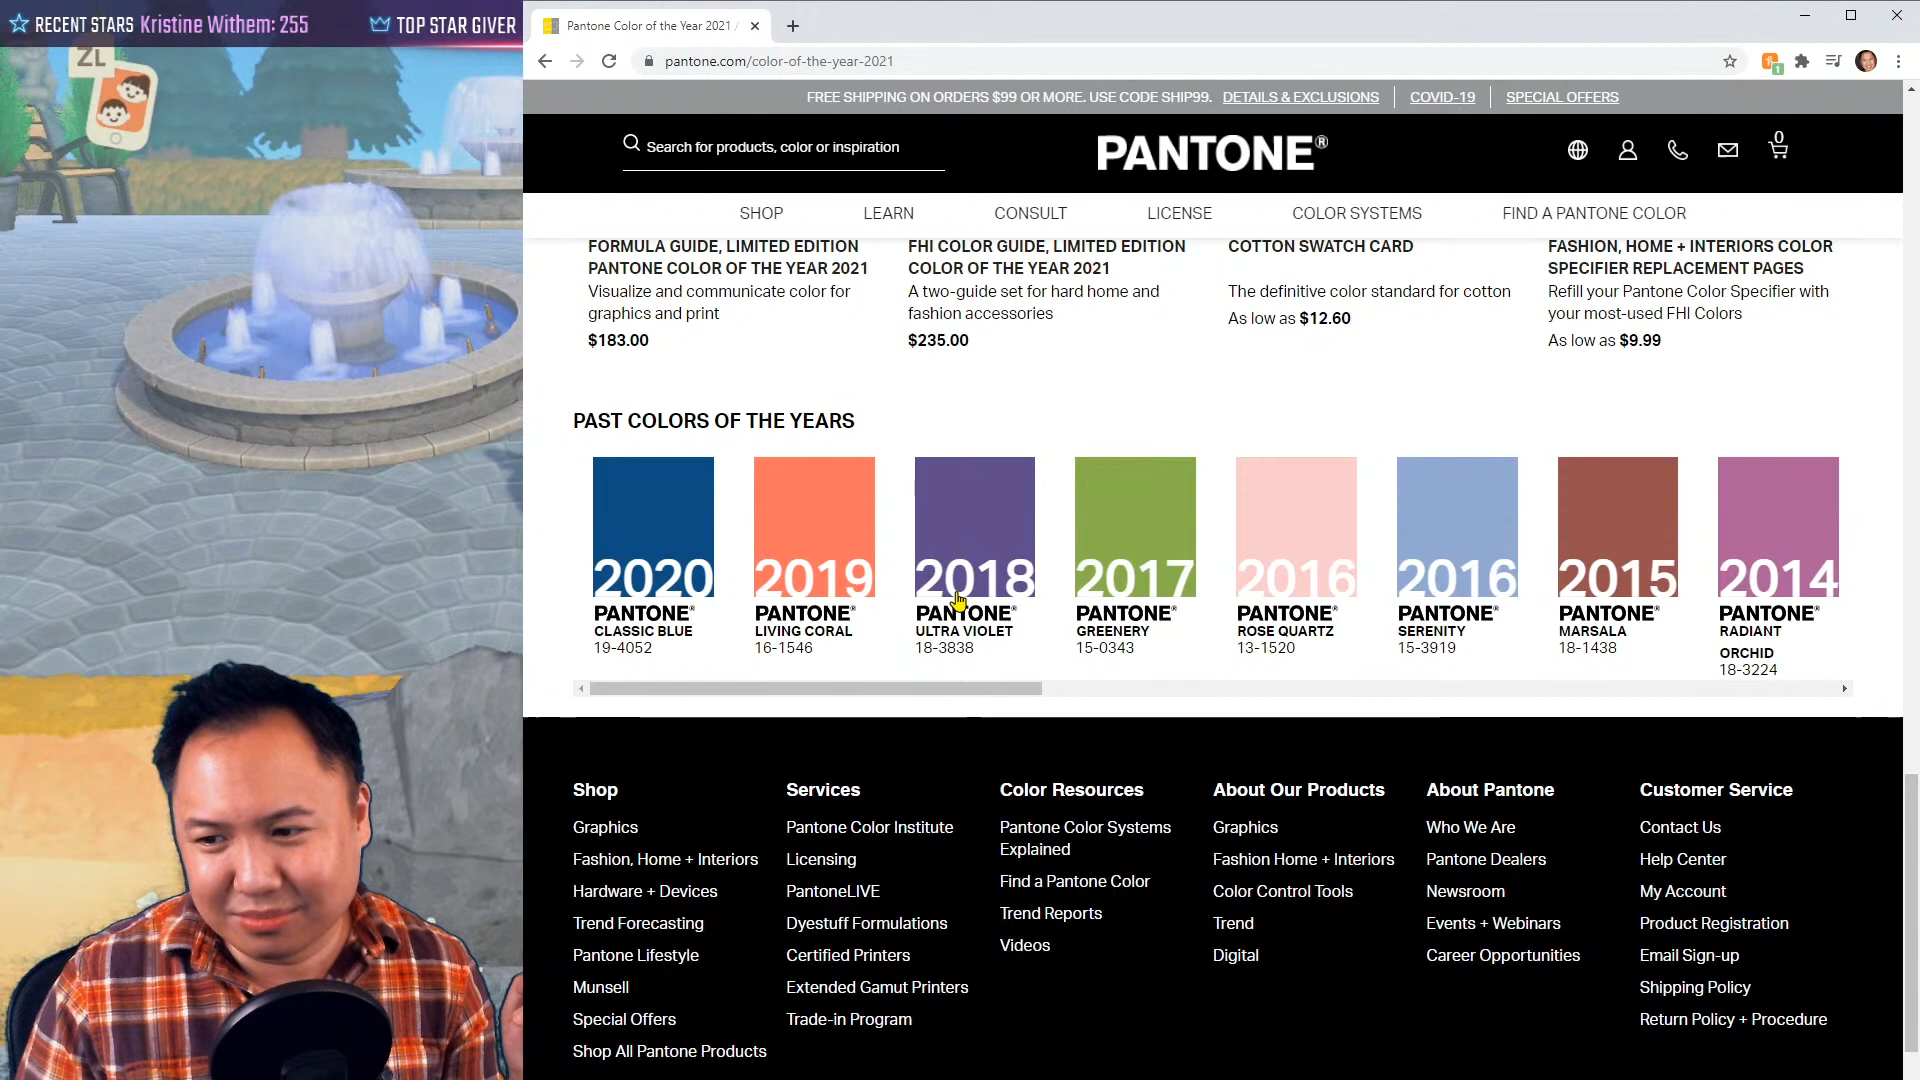 RECENT STARS Kristine Withem: 255
TOP STAR GIVER
ZL
Pantone Color of the Year 2021 /
pantone.com/color-of-the-year-2021
1
FREE SHIPPING ON ORDERS $99 OR MORE. USE CODE SHIP99. DETAILS & EXCLUSIONS COVID-19 SPECIAL OFFERS
Search for products, color or inspiration
PANTONE®
0
SHOP LEARN CONSULT LICENSE COLOR SYSTEMS FIND A PANTONE COLOR
FORMULA GUIDE, LIMITED EDITION
PANTONE COLOR OF THE YEAR 2021
Visualize and communicate color for
graphics and print
$183.00
FHI COLOR GUIDE, LIMITED EDITION
COLOR OF THE YEAR 2021
A two-guide set for hard home and
fashion accessories
$235.00
COTTON SWATCH CARD
The definitive color standard for cotton
As low as $12.60
FASHION, HOME + INTERIORS COLOR
SPECIFIER REPLACEMENT PAGES
Refill your Pantone Color Specifier with
your most-used FHI Colors
As low as $9.99
PAST COLORS OF THE YEARS
2020
PANTONE®
CLASSIC BLUE
19-4052
2019
PANTONE®
LIVING CORAL
16-1546
2018
PANTONE®
ULTRA VIOLET
18-3838
2017
PANTONE®
GREENERY
15-0343
2016
PANTONE®
ROSE QUARTZ
13-1520
2016
PANTONE®
SERENITY
15-3919
2015
PANTONE®
MARSALA
18-1438
2014
PANTONE®
RADIANT
ORCHID
18-3224
Shop
Graphics
Fashion, Home + Interiors
Hardware + Devices
Trend Forecasting
Pantone Lifestyle
Munsell
Special Offers
Shop All Pantone Products
Services
Pantone Color Institute
Licensing
PantoneLIVE
Dyestuff Formulations
Certified Printers
Extended Gamut Printers
Trade-in Program
Color Resources
Pantone Color Systems
Explained
Find a Pantone Color
Trend Reports
Videos
About Our Products
Graphics
Fashion Home + Interiors
Color Control Tools
Trend
Digital
About Pantone
Who We Are
Pantone Dealers
Newsroom
Events + Webinars
Career Opportunities
Customer Service
Contact Us
Help Center
My Account
Product Registration
Email Sign-up
Shipping Policy
Return Policy + Procedure